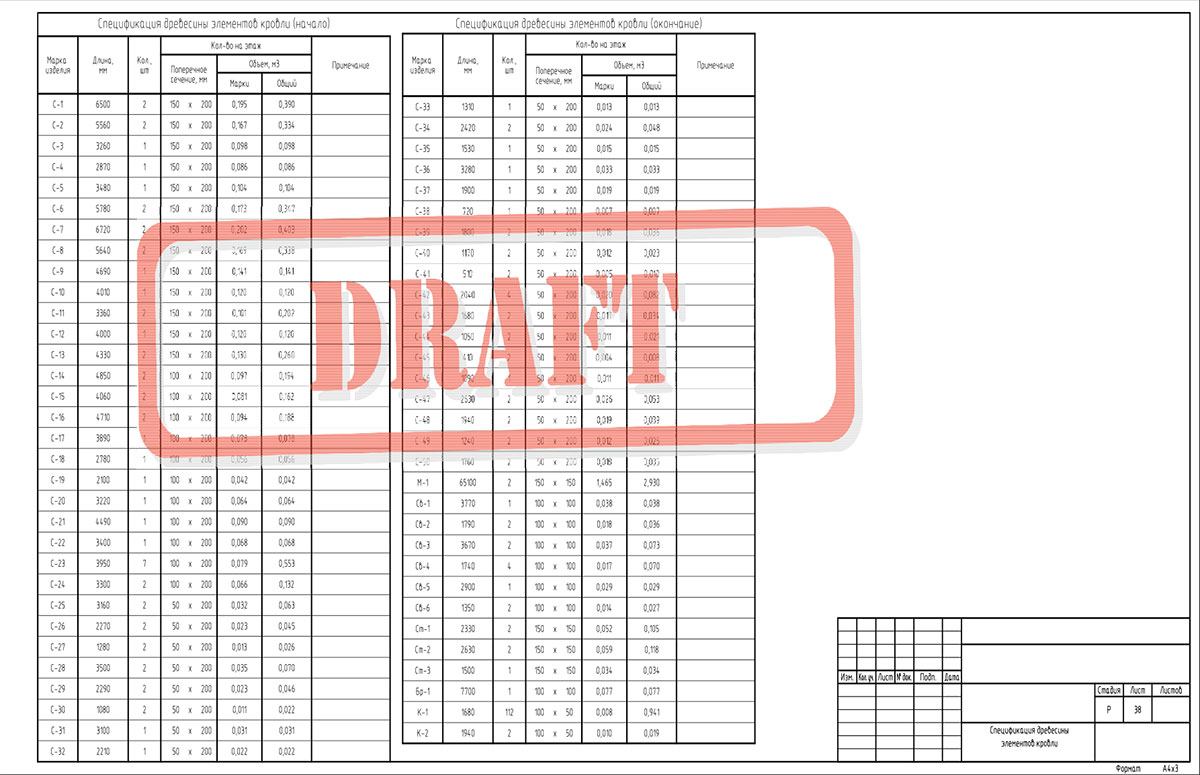 Спецификация древесины элементов кровли (начало)
Марка изделия Длина, мм Кол., шт Кол-во на этаж Примечание
Поперечное сечение, мм Объем, м3
Марки Общий
С-1 6500 2 150 х 200 0,195 0,390
С-2 5560 2 150 х 200 0,167 0,334
С-3 3260 1 150 х 200 0,098 0,098
С-4 2870 1 150 х 200 0,086 0,086
С-5 3480 1 150 х 200 0,104 0,104
С-6 5780 2 150 х 200 0,173 0,347
С-7 6720 2 150 х 200 0,202 0,403
С-8 5640 2 150 х 200 0,169 0,338
С-9 4690 1 150 х 200 0,141 0,141
С-10 4010 1 150 х 200 0,120 0,120
С-11 3360 2 150 х 200 0,101 0,202
С-12 4000 1 150 х 200 0,120 0,120
С-13 4330 2 150 х 200 0,130 0,260
С-14 4850 2 100 х 200 0,097 0,194
С-15 4060 2 100 х 200 0,081 0,162
С-16 4710 2 100 х 200 0,094 0,188
С-17 3890 100 х 200 0,078 0,078
С-18 2780 1 100 х 200 0,056 0,056
С-19 2100 1 100 х 200 0,042 0,042
С-20 3220 1 100 х 200 0,064 0,064
С-21 4490 1 100 х 200 0,090 0,090
С-22 3400 1 100 х 200 0,068 0,068
С-23 3950 7 100 х 200 0,079 0,553
С-24 3300 2 100 х 200 0,066 0,132
С-25 3160 2 50 х 200 0,032 0,063
С-26 2270 2 50 х 200 0,023 0,045
С-27 1280 2 50 х 200 0,013 0,026
С-28 3500 2 50 х 200 0,035 0,070
С-29 2290 2 50 х 200 0,023 0,046
С-30 1080 2 50 х 200 0,011 0,022
С-31 3100 1 50 х 200 0,031 0,031
С-32 2210 1 50 х 200 0,022 0,022
Спецификация древесины элементов кровли (окончание)
Марка изделия Длина, мм Кол., шт Кол-во на этаж Примечание
Поперечное сечение, мм Объем, м3
Марки Общий
С-33 1310 1 50 х 200 0,013 0,013
С-34 2420 2 50 х 200 0,024 0,048
С-35 1530 1 50 х 200 0,015 0,015
С-36 3280 1 50 х 200 0,033 0,033
С-37 1900 1 50 х 200 0,019 0,019
С-38 720 1 50 х 200 0,007 0,007
С-39 1800 2 50 х 200 0,018 0,036
С-40 1170 2 50 х 200 0,012 0,023
С-41 510 2 50 х 200 0,005 0,010
С-42 2040 4 50 х 200 0,020 0,082
С-43 1680 2 50 х 200 0,017 0,034
С-44 1060 2 50 х 200 0,011 0,021
С-45 410 2 50 х 200 0,004 0,008
С-46 1090 50 х 200 0,011 0,011
С-47 2630 2 50 х 200 0,026 0,053
С-48 1940 2 50 х 200 0,019 0,039
С-49 1240 2 50 х 200 0,012 0,025
С-50 1760 2 50 х 200 0,018 0,035
М-1 65100 2 150 х 150 1,465 2,930
Св-1 3770 1 100 х 100 0,038 0,038
Св-2 1790 2 100 х 100 0,018 0,036
Св-3 3670 2 100 х 100 0,037 0,073
Св-4 1740 4 100 х 100 0,017 0,070
Св-5 2900 1 100 х 100 0,029 0,029
Св-6 1350 2 100 х 100 0,014 0,027
Ст-1 2330 2 150 х 150 0,052 0,105
Ст-2 2630 2 150 х 150 0,059 0,118
Ст-3 1500 1 150 х 150 0,034 0,034
Бр-1 7700 1 100 х 100 0,077 0,077
К-1 1680 112 100 х 50 0,008 0,941
К-2 1940 2 100 х 50 0,010 0,019
DRAFT
Изм. Кол.уч. Лист № док. Подп. Дата
Стадия Лист Листов
Р 38
Спецификация древесины
элементов кровли
Формат А4х3